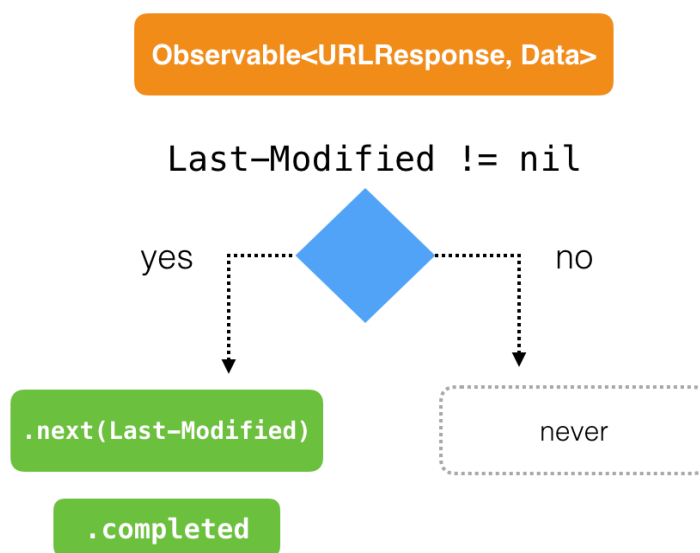 Observable<URLResponse, Data>
Last-Modified != nil
yes
no
.next(Last-Modified)
never
.completed